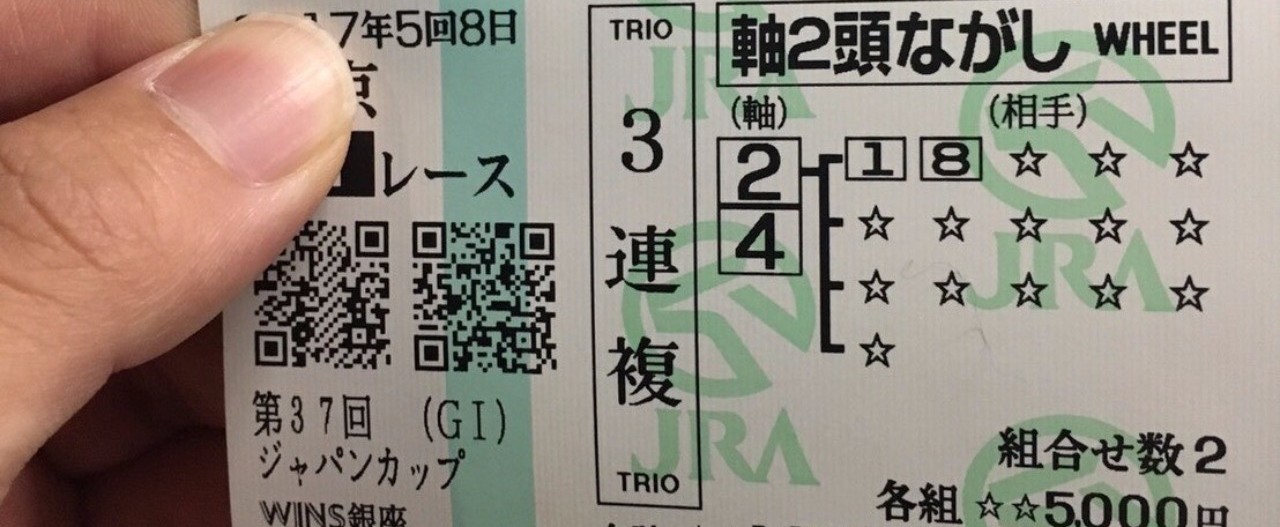 17年5回8日
京
レース
第37回 (GI)
ジャパンカップ
WINS銀座
TRIO
3連複
TRIO
軸2頭ながし WHEEL
(軸) (相手)
2 1 8 ☆ ☆ ☆
4 ☆ ☆ ☆ ☆ ☆
☆ ☆ ☆ ☆ ☆
☆
組合せ数2
各組 ☆☆5,000円
JRA
JRA
JRA